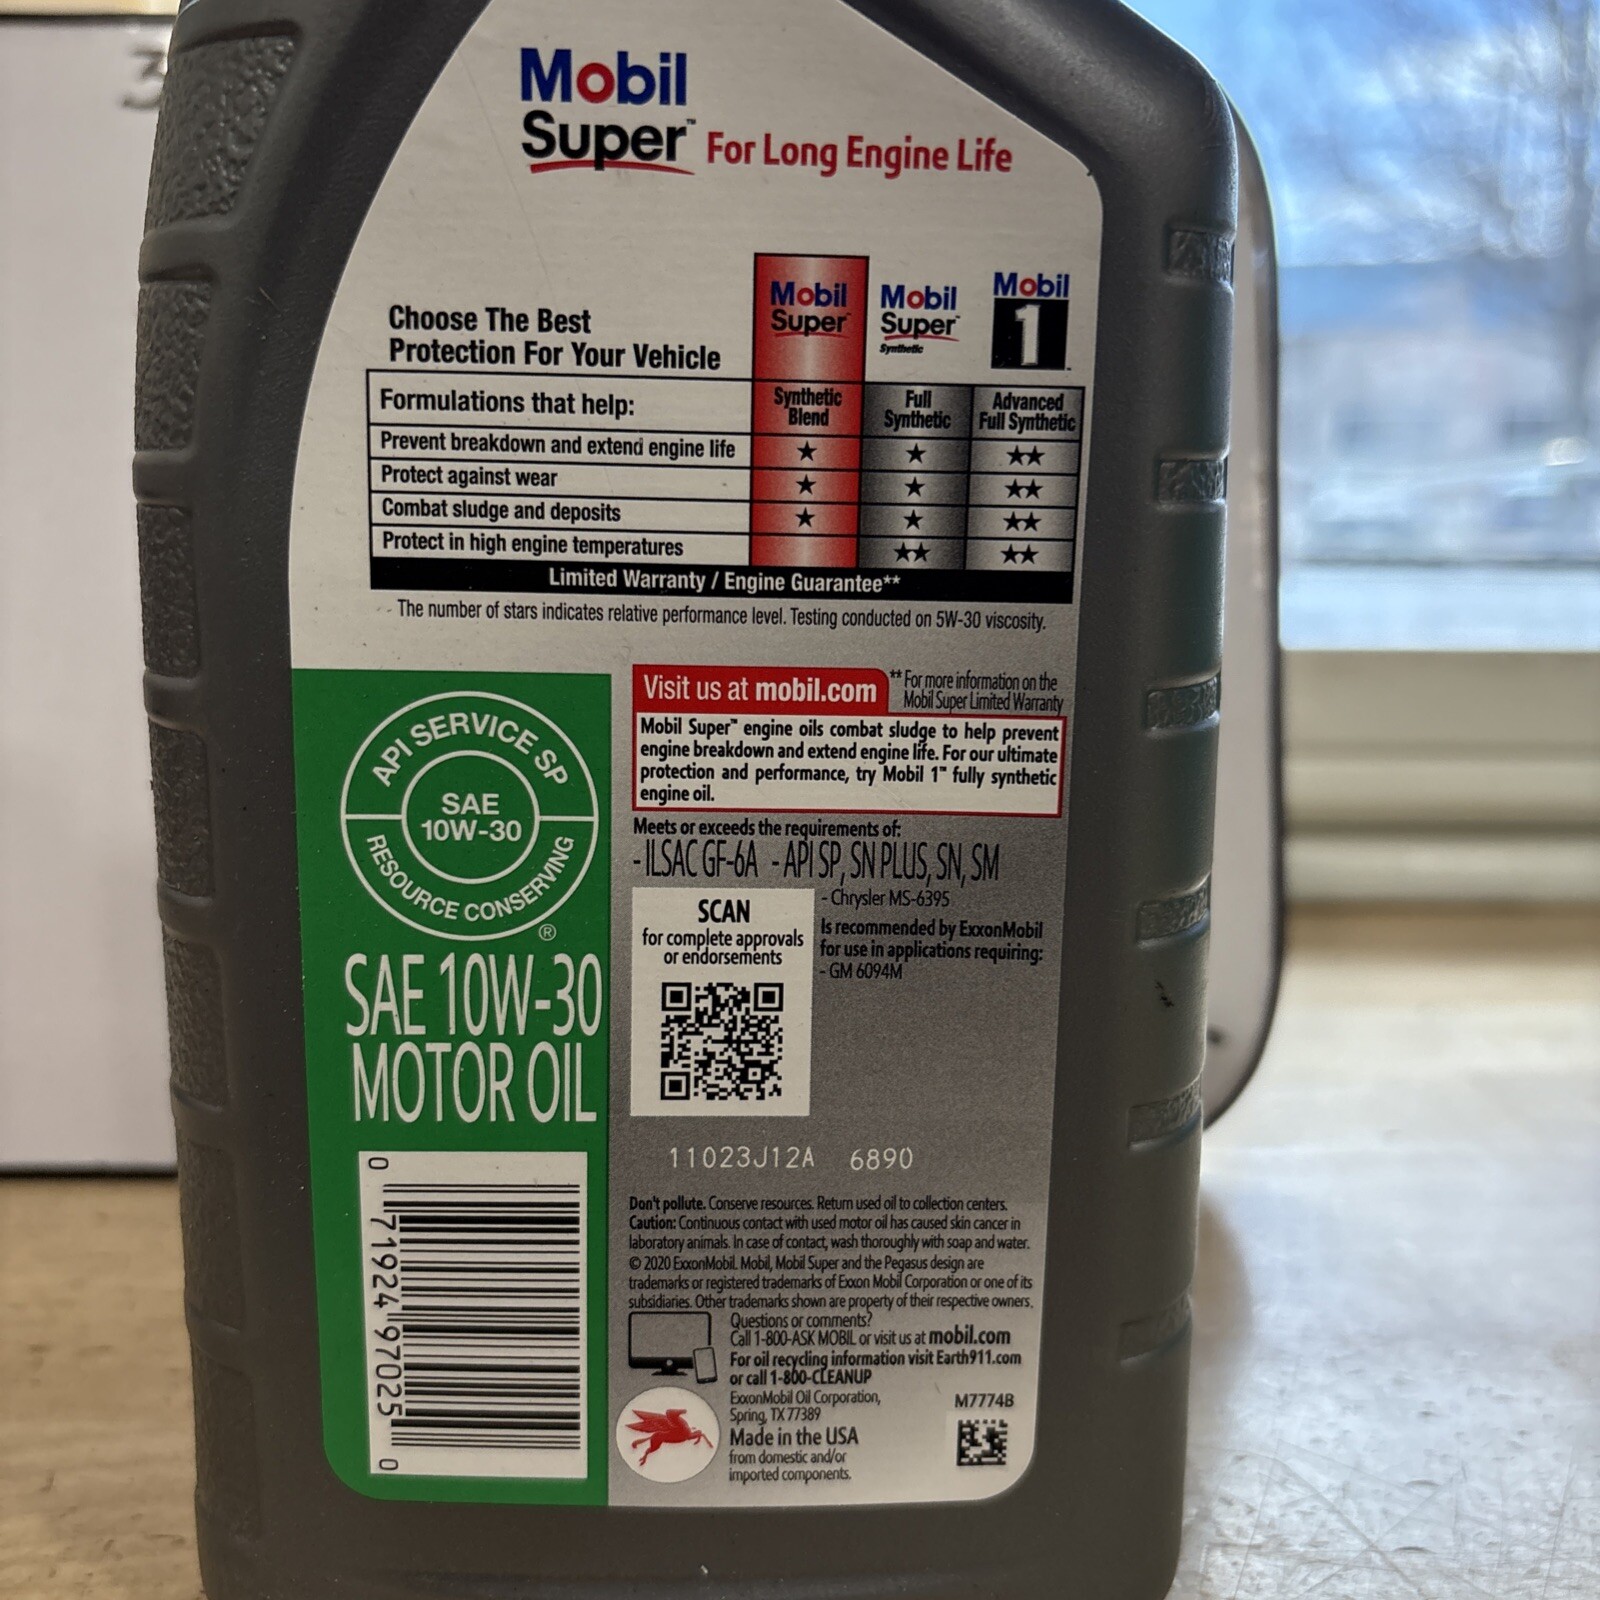 3
Mobil
Super™ For Long Engine Life
Choose The Best
Protection For Your Vehicle
Mobil
Super™
Mobil
Super™
Synthetic
Mobil
1™
Formulations that help: Synthetic Blend Full Synthetic Advanced Full Synthetic
Prevent breakdown and extend engine life ★ ★ ★★
Protect against wear ★ ★ ★★
Combat sludge and deposits ★ ★ ★★
Protect in high engine temperatures ★★ ★★
Limited Warranty / Engine Guarantee**
The number of stars indicates relative performance level. Testing conducted on 5W-30 viscosity.
API SERVICE SP
SAE
10W-30
RESOURCE CONSERVING
®
SAE 10W-30
MOTOR OIL
0 71924 97025 0
Visit us at mobil.com
** For more information on the
Mobil Super Limited Warranty
Mobil Super™ engine oils combat sludge to help prevent
engine breakdown and extend engine life. For our ultimate
protection and performance, try Mobil 1™ fully synthetic
engine oil.
Meets or exceeds the requirements of:
- ILSAC GF-6A - API SP, SN PLUS, SN, SM
- Chrysler MS-6395
Is recommended by ExxonMobil
for use in applications requiring:
- GM 6094M
SCAN
for complete approvals
or endorsements
11023J12A 6890
Don't pollute. Conserve resources. Return used oil to collection centers.
Caution: Continuous contact with used motor oil has caused skin cancer in
laboratory animals. In case of contact, wash thoroughly with soap and water.
© 2020 ExxonMobil. Mobil, Mobil Super and the Pegasus design are
trademarks or registered trademarks of Exxon Mobil Corporation or one of its
subsidiaries. Other trademarks shown are property of their respective owners.
Questions or comments?
Call 1-800-ASK MOBIL or visit us at mobil.com
For oil recycling information visit Earth911.com
or call 1-800-CLEANUP
ExxonMobil Oil Corporation,
Spring, TX 77389
Made in the USA
from domestic and/or
imported components.
M7774B